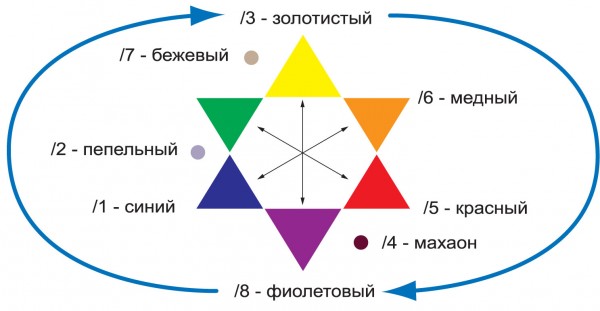 /3 - золотистый
/7 - бежевый
/6 - медный
/2 - пепельный
/1 - синий
/5 - красный
/4 - махаон
/8 - фиолетовый